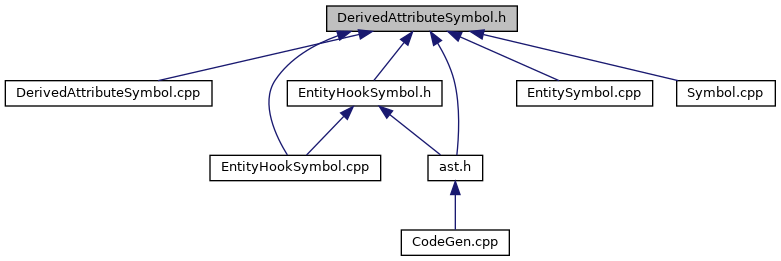 DerivedAttributeSymbol.h
DerivedAttributeSymbol.cpp
EntityHookSymbol.h
EntitySymbol.cpp
Symbol.cpp
EntityHookSymbol.cpp
ast.h
CodeGen.cpp